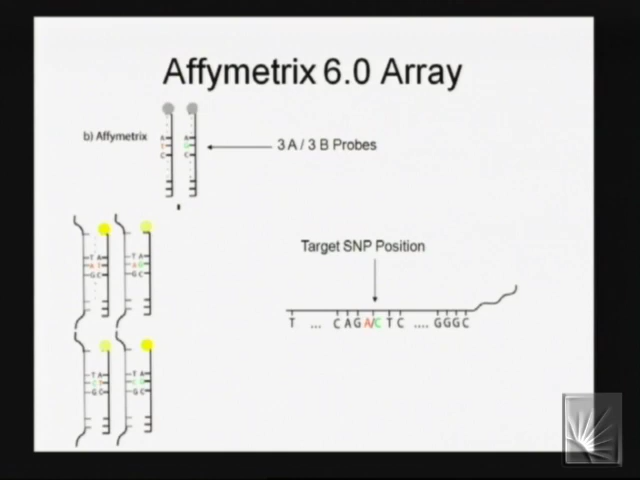 Affymetrix 6.0 Array
b) Affymetrix
A A
T G
C C
3 A / 3 B Probes
Target SNP Position
T ... C A G A/C T C .... G G G C
T A T A
A T A G
G C G C
T A T A
C T C G
G C G C